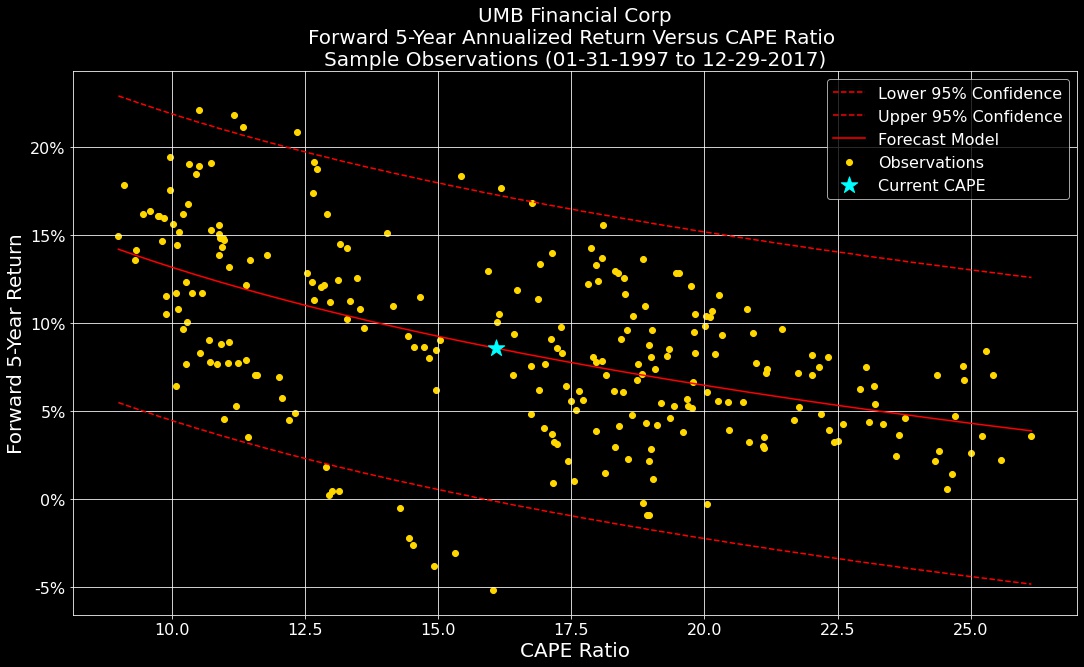 UMB Financial Corp
Forward 5-Year Annualized Return Versus CAPE Ratio
Sample Observations (01-31-1997 to 12-29-2017)
Lower 95% Confidence
Upper 95% Confidence
Forecast Model
Observations
Current CAPE
Forward 5-Year Return
20%
15%
10%
5%
0%
-5%
10.0 12.5 15.0 17.5 20.0 22.5 25.0
CAPE Ratio